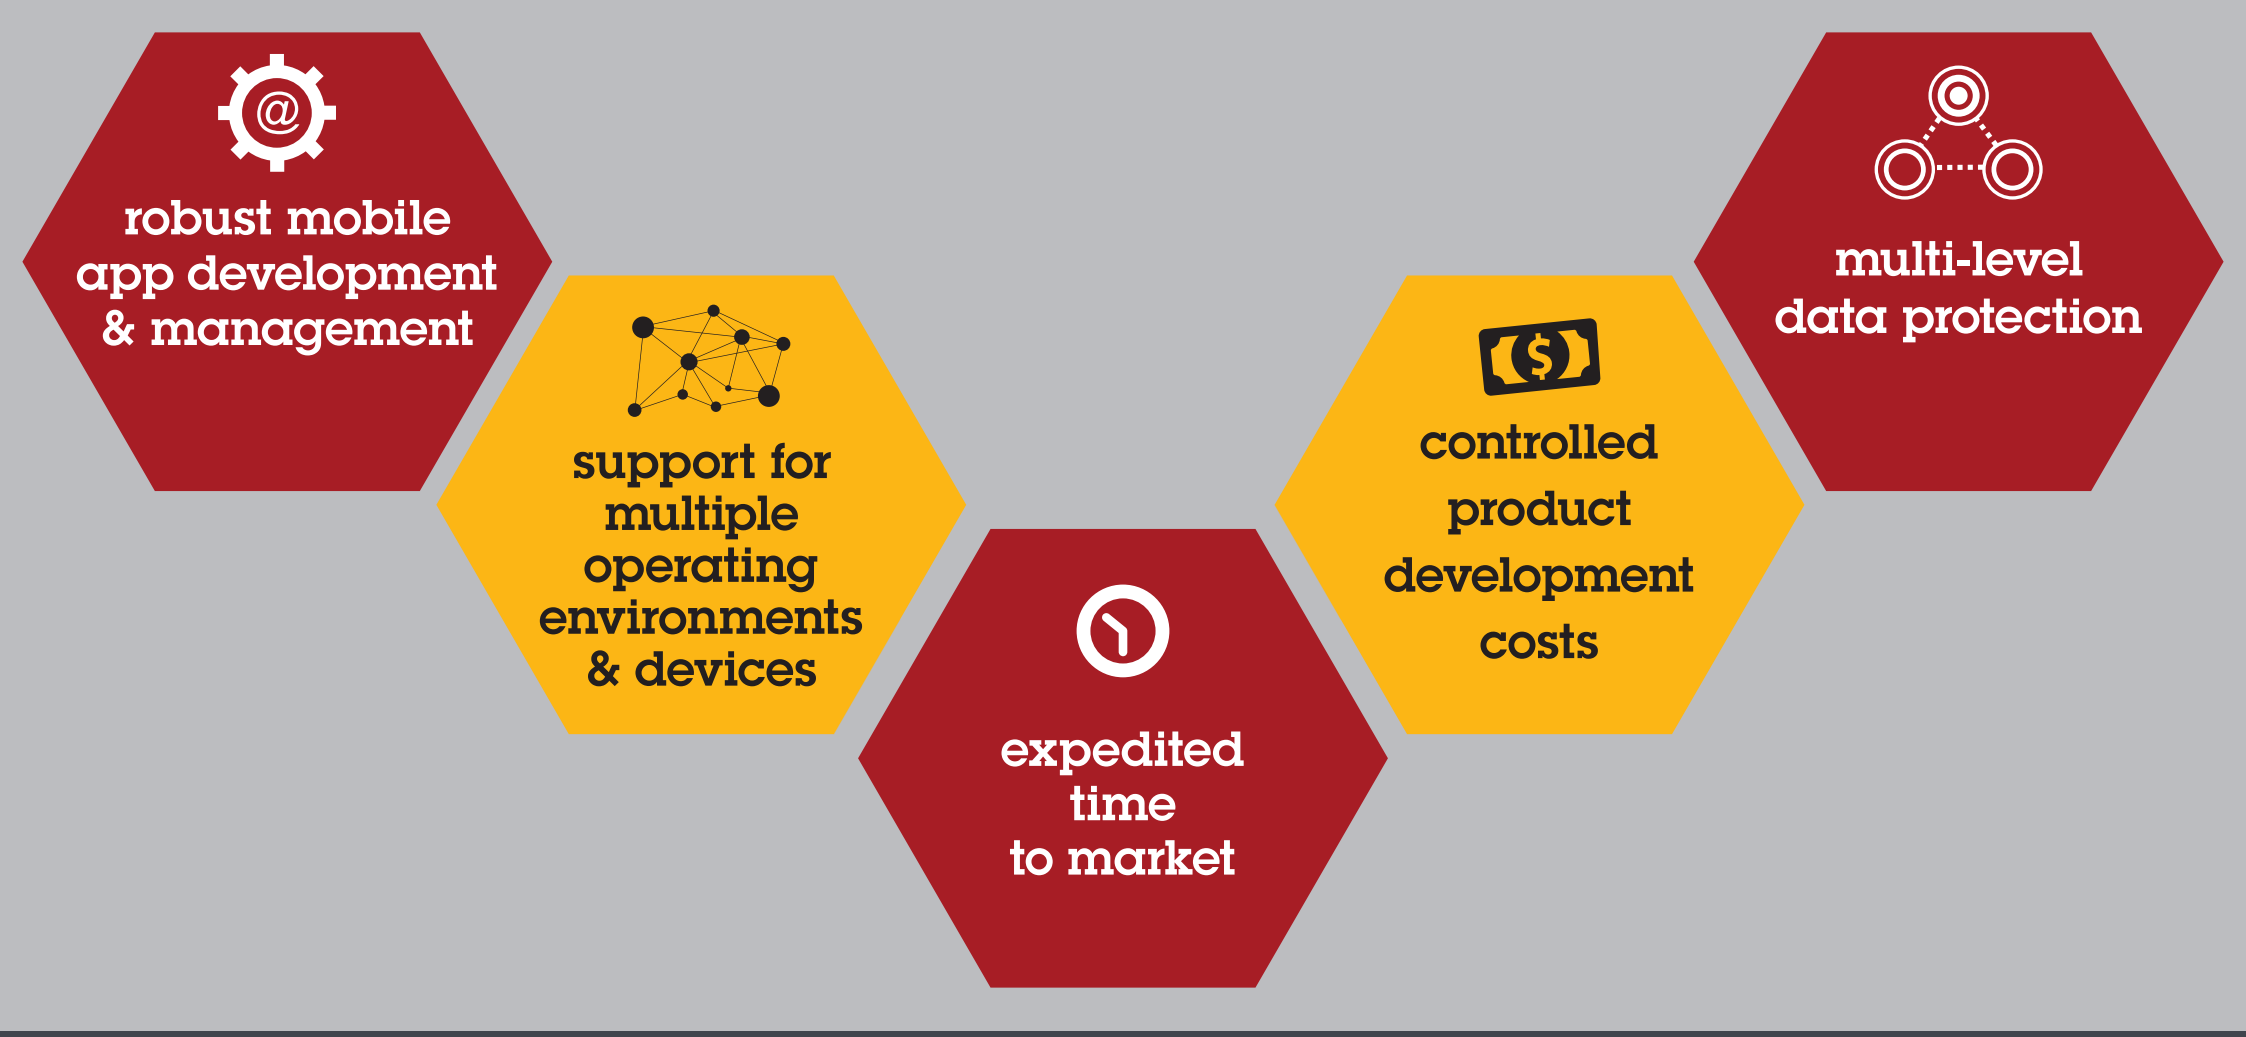 @
robust mobile
app development
& management
support for
multiple
operating
environments
& devices
expedited
time
to market
$
controlled
product
development
costs
multi-level
data protection